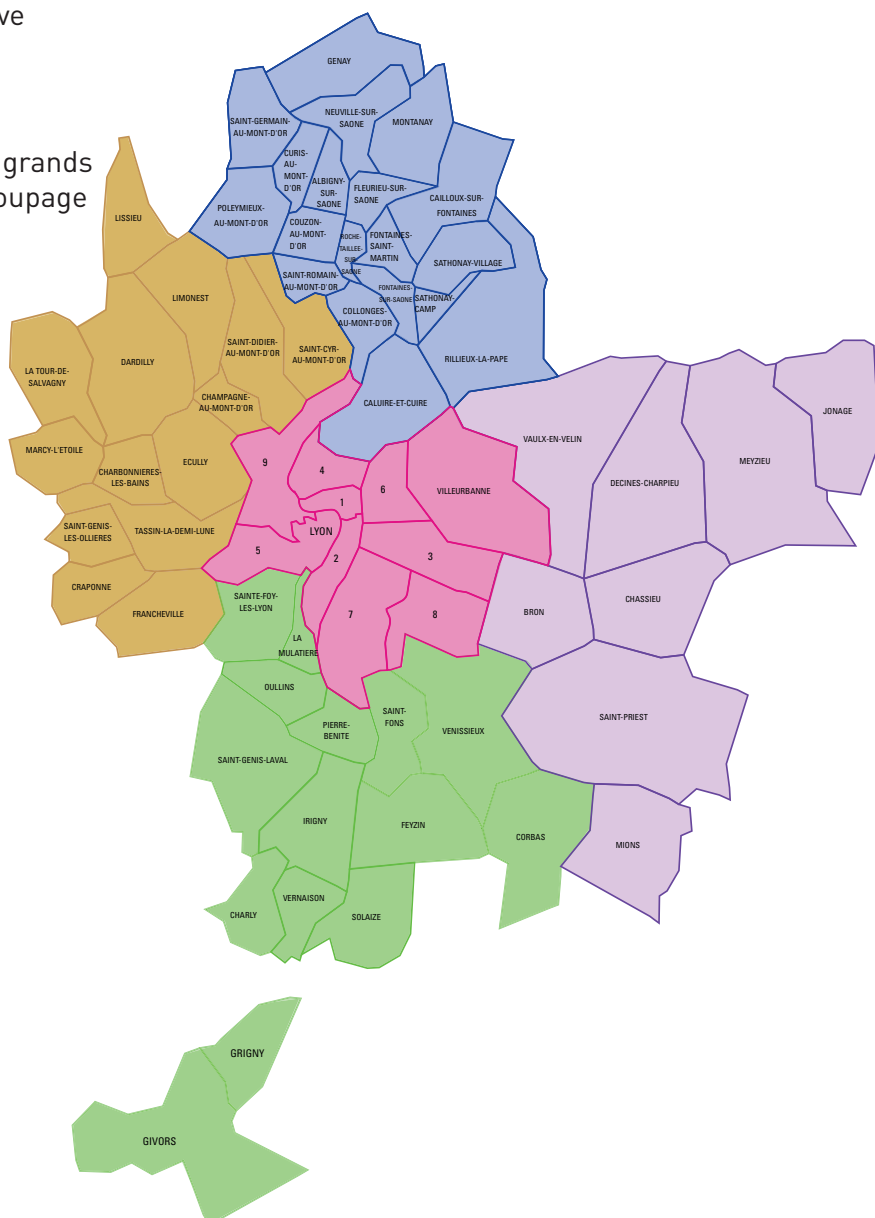 ve
grands
oupage
GENAY
NEUVILLE-SUR-
SAONE
MONTANAY
SAINT-GERMAIN-
AU-MONT-D'OR
CURIS-
AU-
MONT-
D'OR
ALBIGNY-
SUR-
SAONE
FLEURIEU-SUR-
SAONE
CAILLOUX-SUR-
FONTAINES
POLEYMIEUX-
AU-MONT-D'OR
COUZON-
AU-MONT-
D'OR
ROCHE-
TAILLEE-
SUR-
SAONE
FONTAINES-
SAINT-
MARTIN
SATHONAY-VILLAGE
LISSIEU
SAINT-ROMAIN-
AU-MONT-D'OR
FONTAINES-
SUR-SAONE
SATHONAY-
CAMP
COLLONGES-
AU-MONT-D'OR
LIMONEST
SAINT-DIDIER-
AU-MONT-D'OR
SAINT-CYR-
AU-MONT-D'OR
RILLIEUX-LA-PAPE
DARDILLY
LA TOUR-DE-
SALVAGNY
CHAMPAGNE-
AU-MONT-D'OR
CALUIRE-ET-CUIRE
JONAGE
MARCY-L'ETOILE
CHARBONNIERES-
LES-BAINS
ECULLY
9
4
6
1
VILLEURBANNE
VAULX-EN-VELIN
DECINES-CHARPIEU
MEYZIEU
SAINT-GENIS-
LES-OLLIERES
TASSIN-LA-DEMI-LUNE
LYON
5
2
3
CRAPONNE
FRANCHEVILLE
SAINTE-FOY-
LES-LYON
7
8
BRON
CHASSIEU
LA
MULATIERE
OULLINS
PIERRE-
BENITE
SAINT-
FONS
VENISSIEUX
SAINT-PRIEST
SAINT-GENIS-LAVAL
IRIGNY
FEYZIN
CORBAS
MIONS
CHARLY
VERNAISON
SOLAIZE
GRIGNY
GIVORS